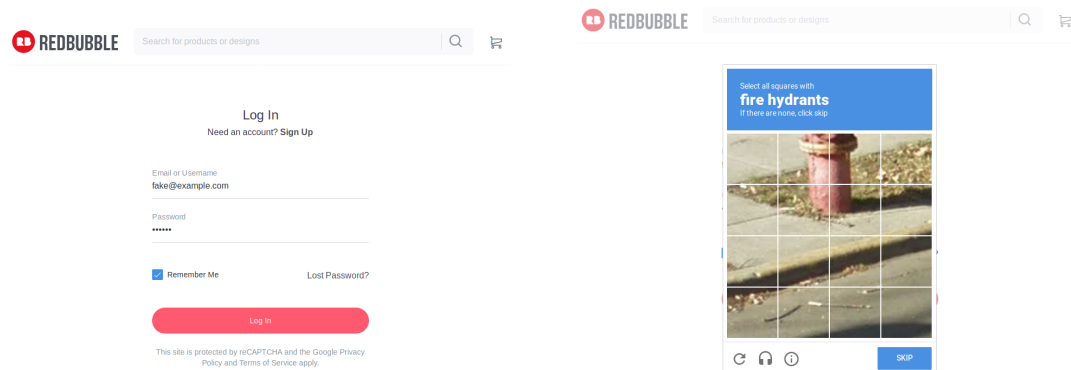 RB REDBUBBLE
Search for products or designs
Log In
Need an account? Sign Up
Email or Username
fake@example.com
Password
••••••
Remember Me
Lost Password?
Log In
This site is protected by reCAPTCHA and the Google Privacy
Policy and Terms of Service apply.
RB REDBUBBLE
Search for products or designs
Select all squares with
fire hydrants
If there are none, click skip
SKIP